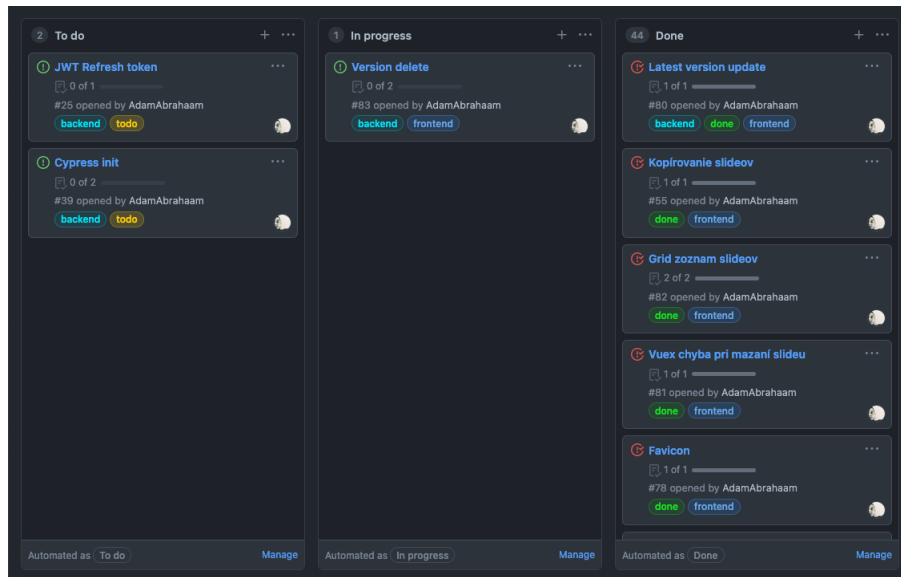 2 To do + ...
JWT Refresh token ...
0 of 1
#25 opened by AdamAbrahaam
backend todo
Cypress init ...
0 of 2
#39 opened by AdamAbrahaam
backend todo
Automated as To do Manage
1 In progress + ...
Version delete ...
0 of 2
#83 opened by AdamAbrahaam
backend frontend
Automated as In progress Manage
44 Done + ...
Latest version update ...
1 of 1
#80 opened by AdamAbrahaam
backend done frontend
Kopírovanie slideov ...
1 of 1
#55 opened by AdamAbrahaam
done frontend
Grid zoznam slideov ...
2 of 2
#82 opened by AdamAbrahaam
done frontend
Vuex chyba pri mazaní slideu ...
1 of 1
#81 opened by AdamAbrahaam
done frontend
Favicon ...
1 of 1
#78 opened by AdamAbrahaam
done frontend
Automated as Done Manage